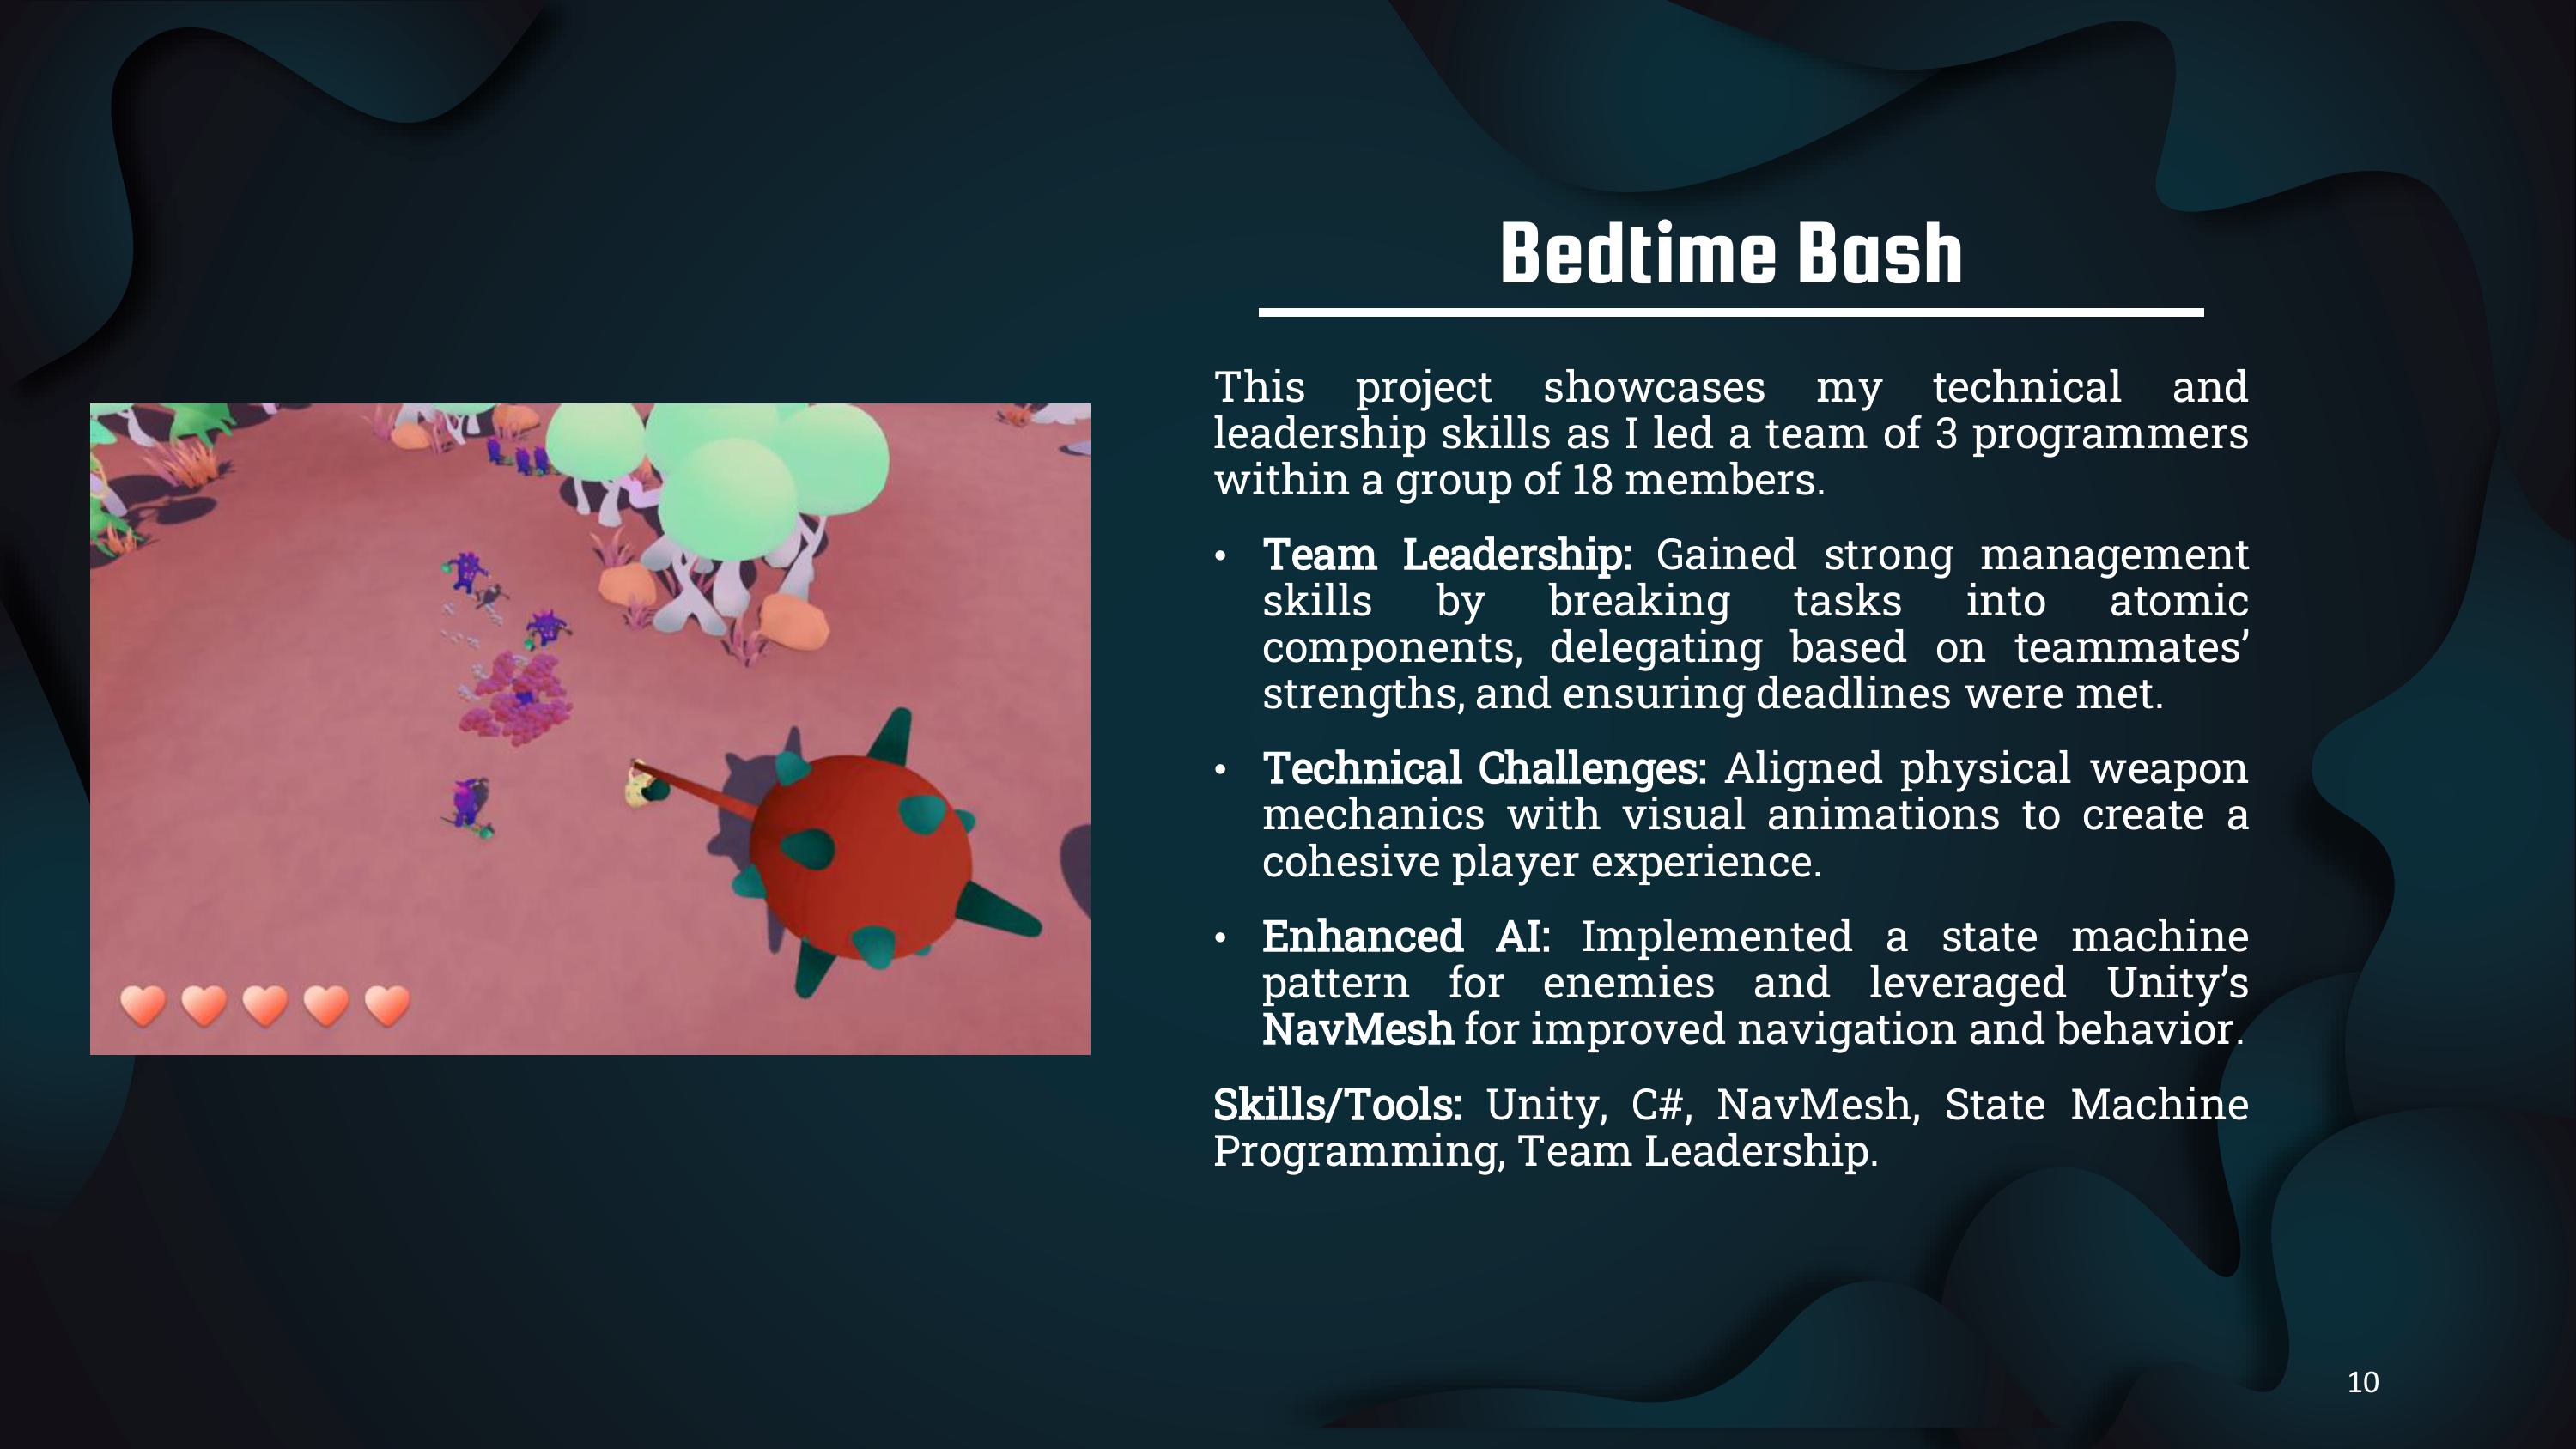 Bedtime Bash
This project showcases my technical and
leadership skills as I led a team of 3 programmers
within a group of 18 members.
• Team Leadership: Gained strong management
skills by breaking tasks into atomic
components, delegating based on teammates’
strengths, and ensuring deadlines were met.
• Technical Challenges: Aligned physical weapon
mechanics with visual animations to create a
cohesive player experience.
• Enhanced AI: Implemented a state machine
pattern for enemies and leveraged Unity’s
NavMesh for improved navigation and behavior.
Skills/Tools: Unity, C#, NavMesh, State Machine
Programming, Team Leadership.
10